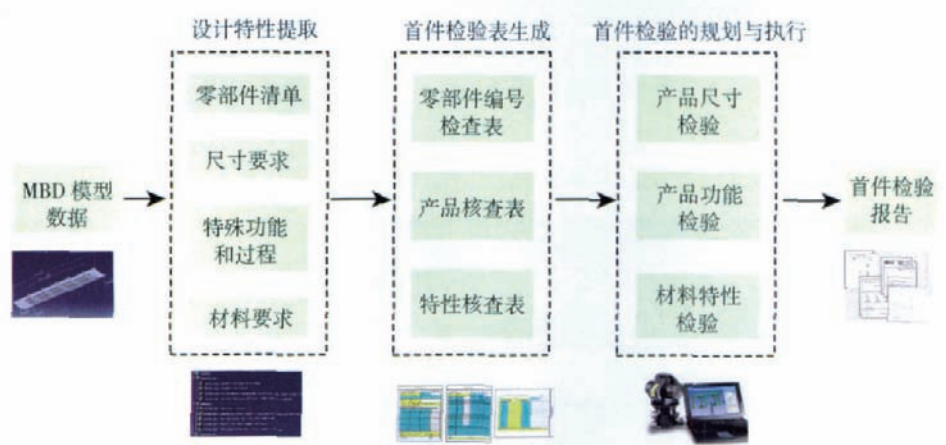 设计特性提取
首件检验表生成
首件检验的规划与执行
MBD 模型
数据
零部件清单
尺寸要求
特殊功能
和过程
材料要求
零部件编号
检查表
产品核查表
特性核查表
产品尺寸
检验
产品功能
检验
材料特性
检验
首件检验
报告